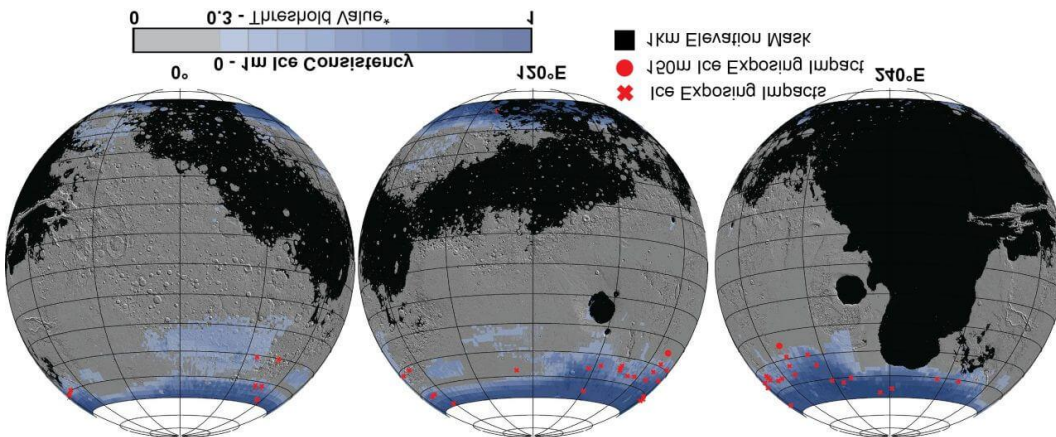 0°
120°E
240°E
0 - 1m Ice Consistency
0
0.3 - Threshold Value*
1
Ice Exposing Impacts
150m Ice Exposing Impact
1km Elevation Mask